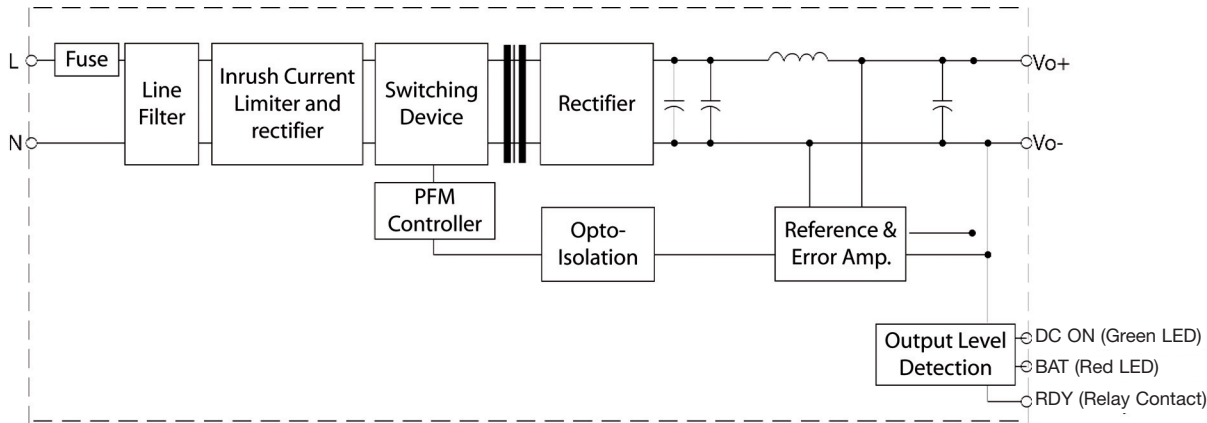 L
Fuse
Line
Filter
Inrush Current
Limiter and
rectifier
Switching
Device
Rectifier
Vo+
N
Vo-
PFM
Controller
Opto-
Isolation
Reference &
Error Amp.
Output Level
Detection
DC ON (Green LED)
BAT (Red LED)
RDY (Relay Contact)